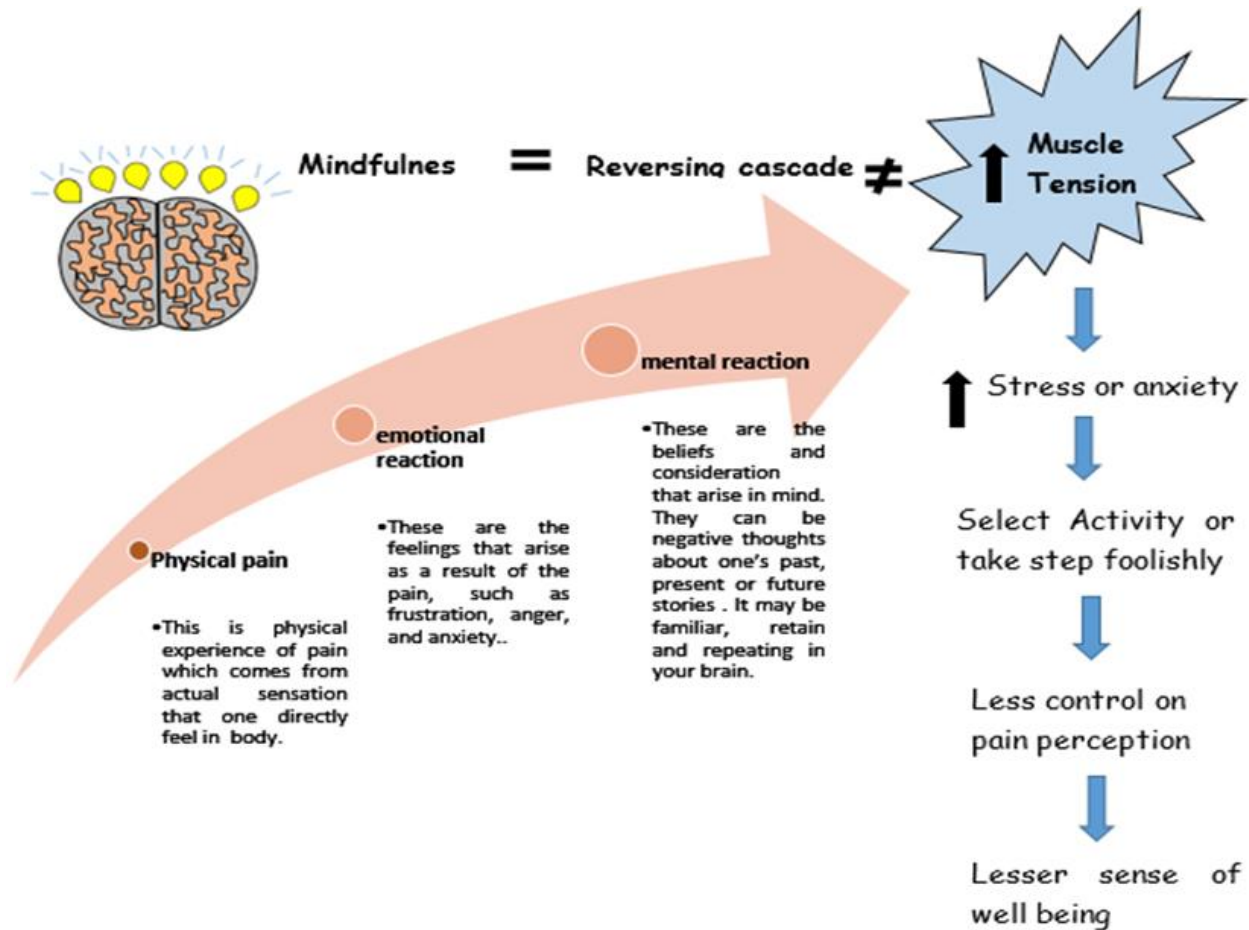 Mindfulnes = Reversing cascade ≠
Muscle
Tension
Physical pain
•This is physical
experience of pain
which comes from
actual sensation
that one directly
feel in body.
emotional
reaction
•These are the
feelings that arise
as a result of the
pain, such as
frustration, anger,
and anxiety..
mental reaction
•These are the
beliefs and
consideration
that arise in mind.
They can be
negative thoughts
about one's past,
present or future
stories . It may be
familiar, retain
and repeating in
your brain.
Stress or anxiety
Select Activity or
take step foolishly
Less control on
pain perception
Lesser sense of
well being